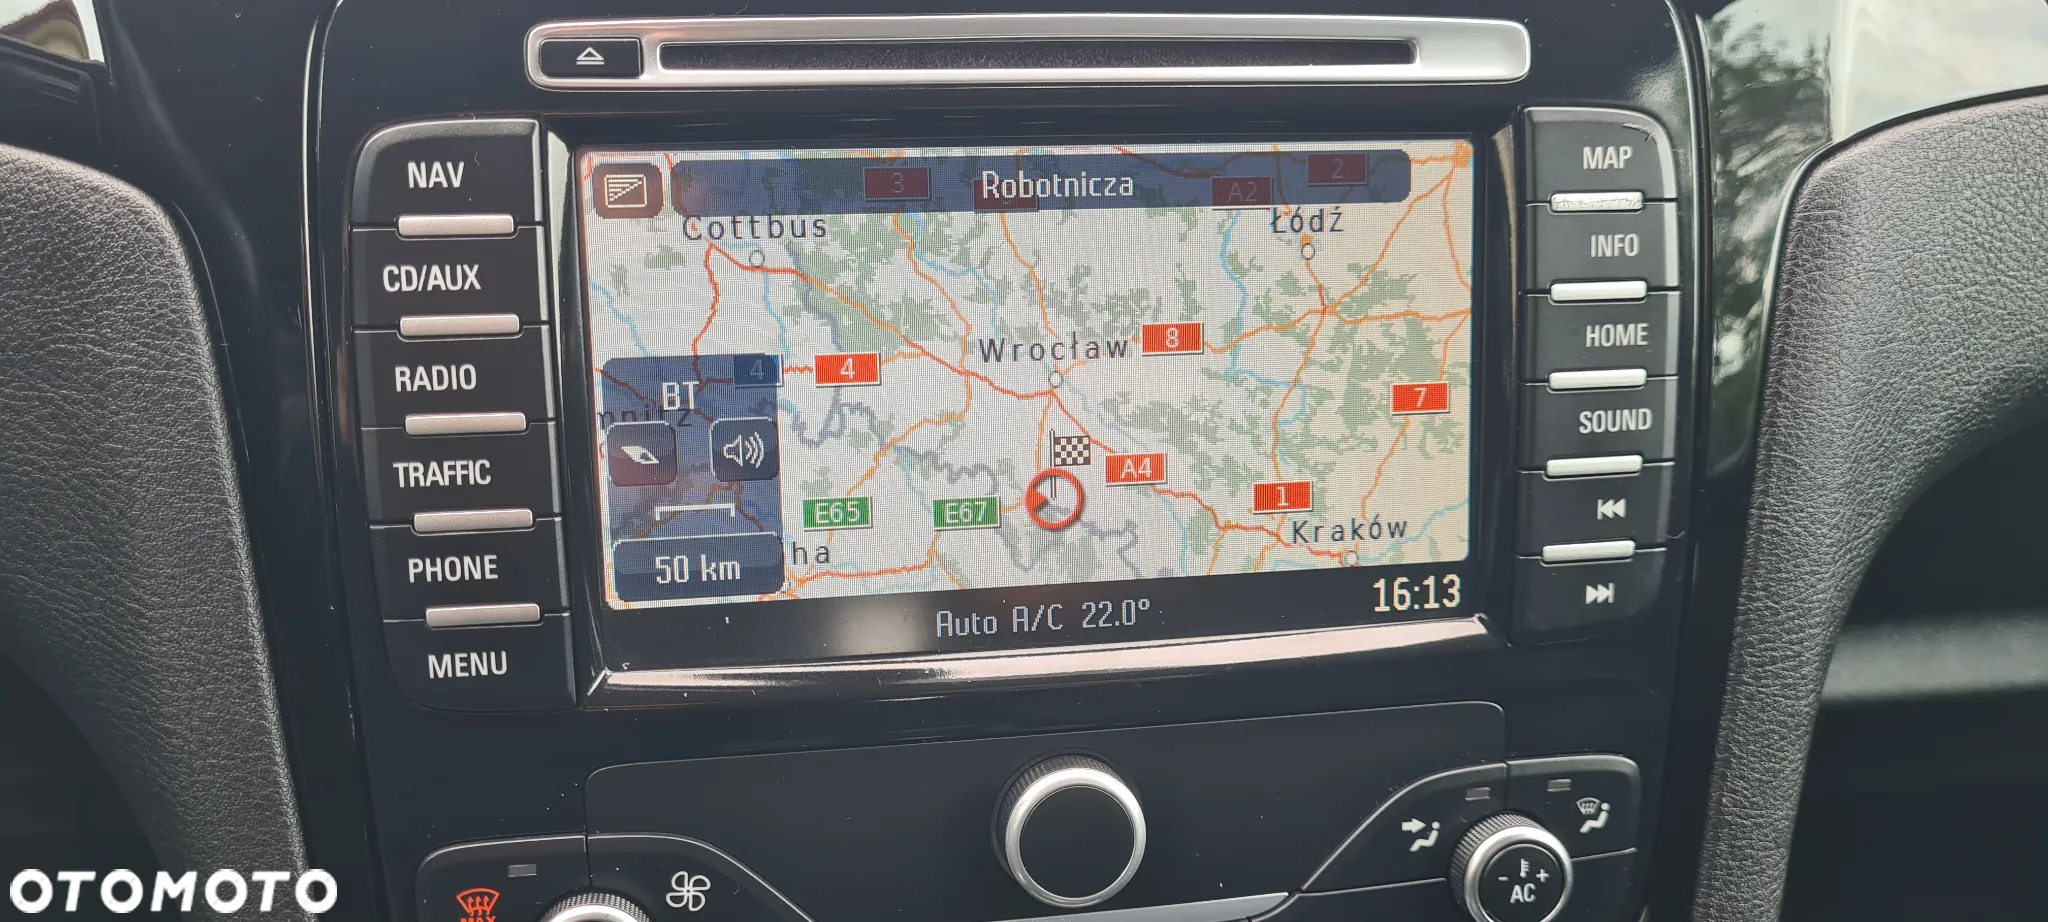 NAV
CD/AUX
RADIO
TRAFFIC
PHONE
MENU
3
Robotnicza
A2
2
Cottbus
Łódź
Wrocław
8
4
4
BT
7
A4
E65
E67
1
Kraków
ha
50 km
Auto A/C 22.0°
16:13
MAP
INFO
HOME
SOUND
MAX
- + AC
OTOMOTO